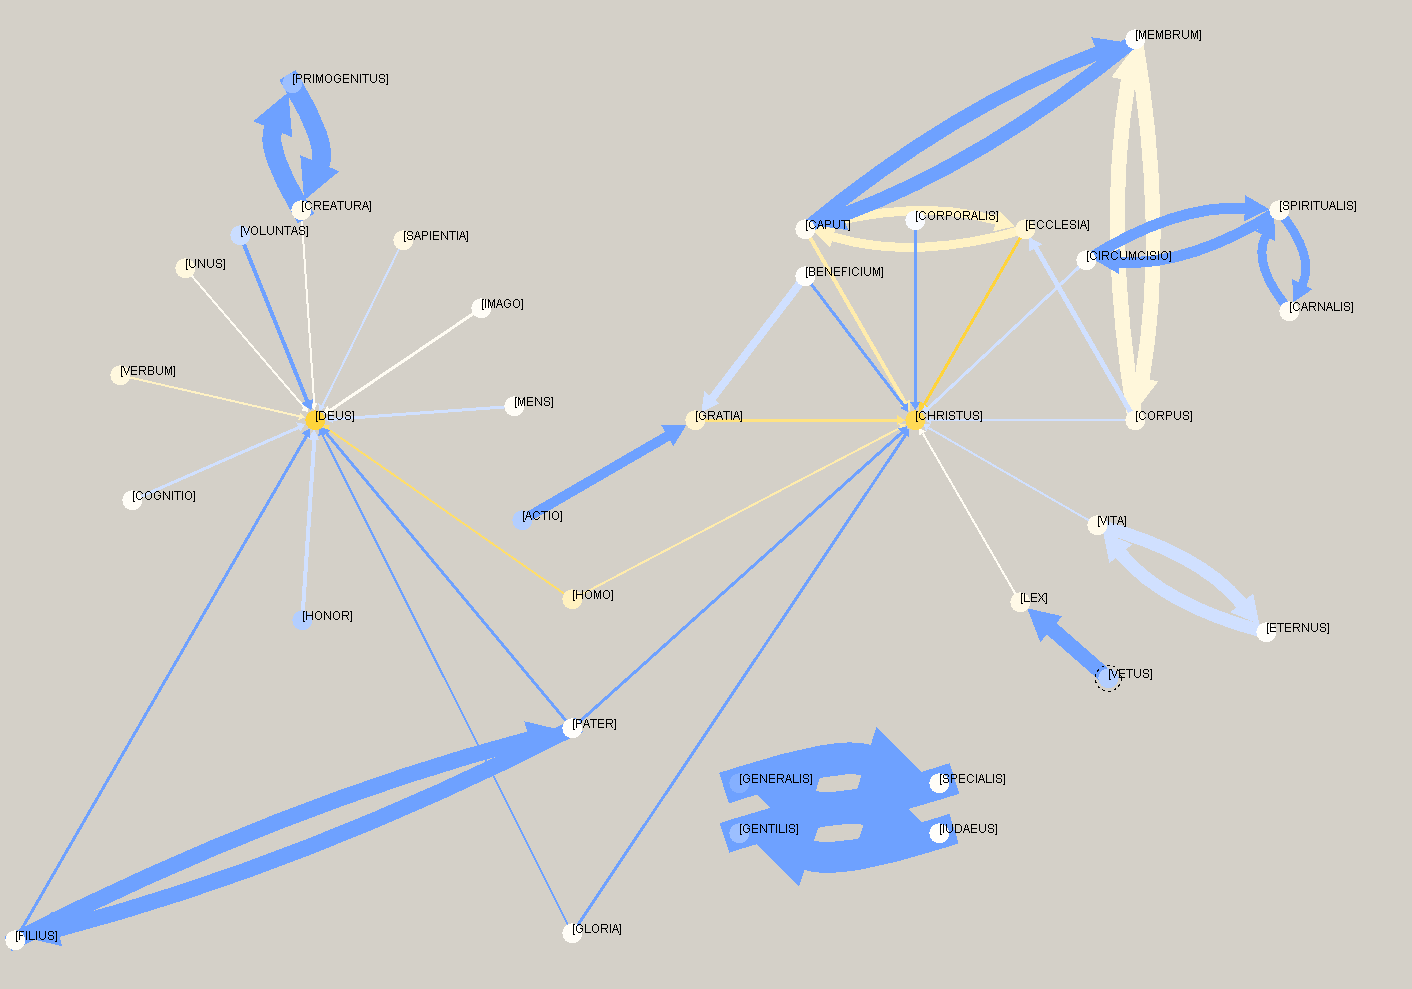 [MEMBRUM]
[PRIMOGENITUS]
[CREATURA]
[SPIRITUALIS]
[CORPORALIS]
[CAPUT]
[ECCLESIA]
[VOLUNTAS]
[SAPIENTIA]
[CIRCUMCISIO]
[UNUS]
[BENEFICIUM]
[IMAGO]
[CARNALIS]
[VERBUM]
[MENS]
[DEUS]
[GRATIA]
[CHRISTUS]
[CORPUS]
[COGNITIO]
[ACTIO]
[VITA]
[HOMO]
[LEX]
[HONOR]
[ETERNUS]
[VETUS]
[PATER]
[GENERALIS]
[SPECIALIS]
[GENTILIS]
[IUDAEUS]
[GLORIA]
[FILIUS]